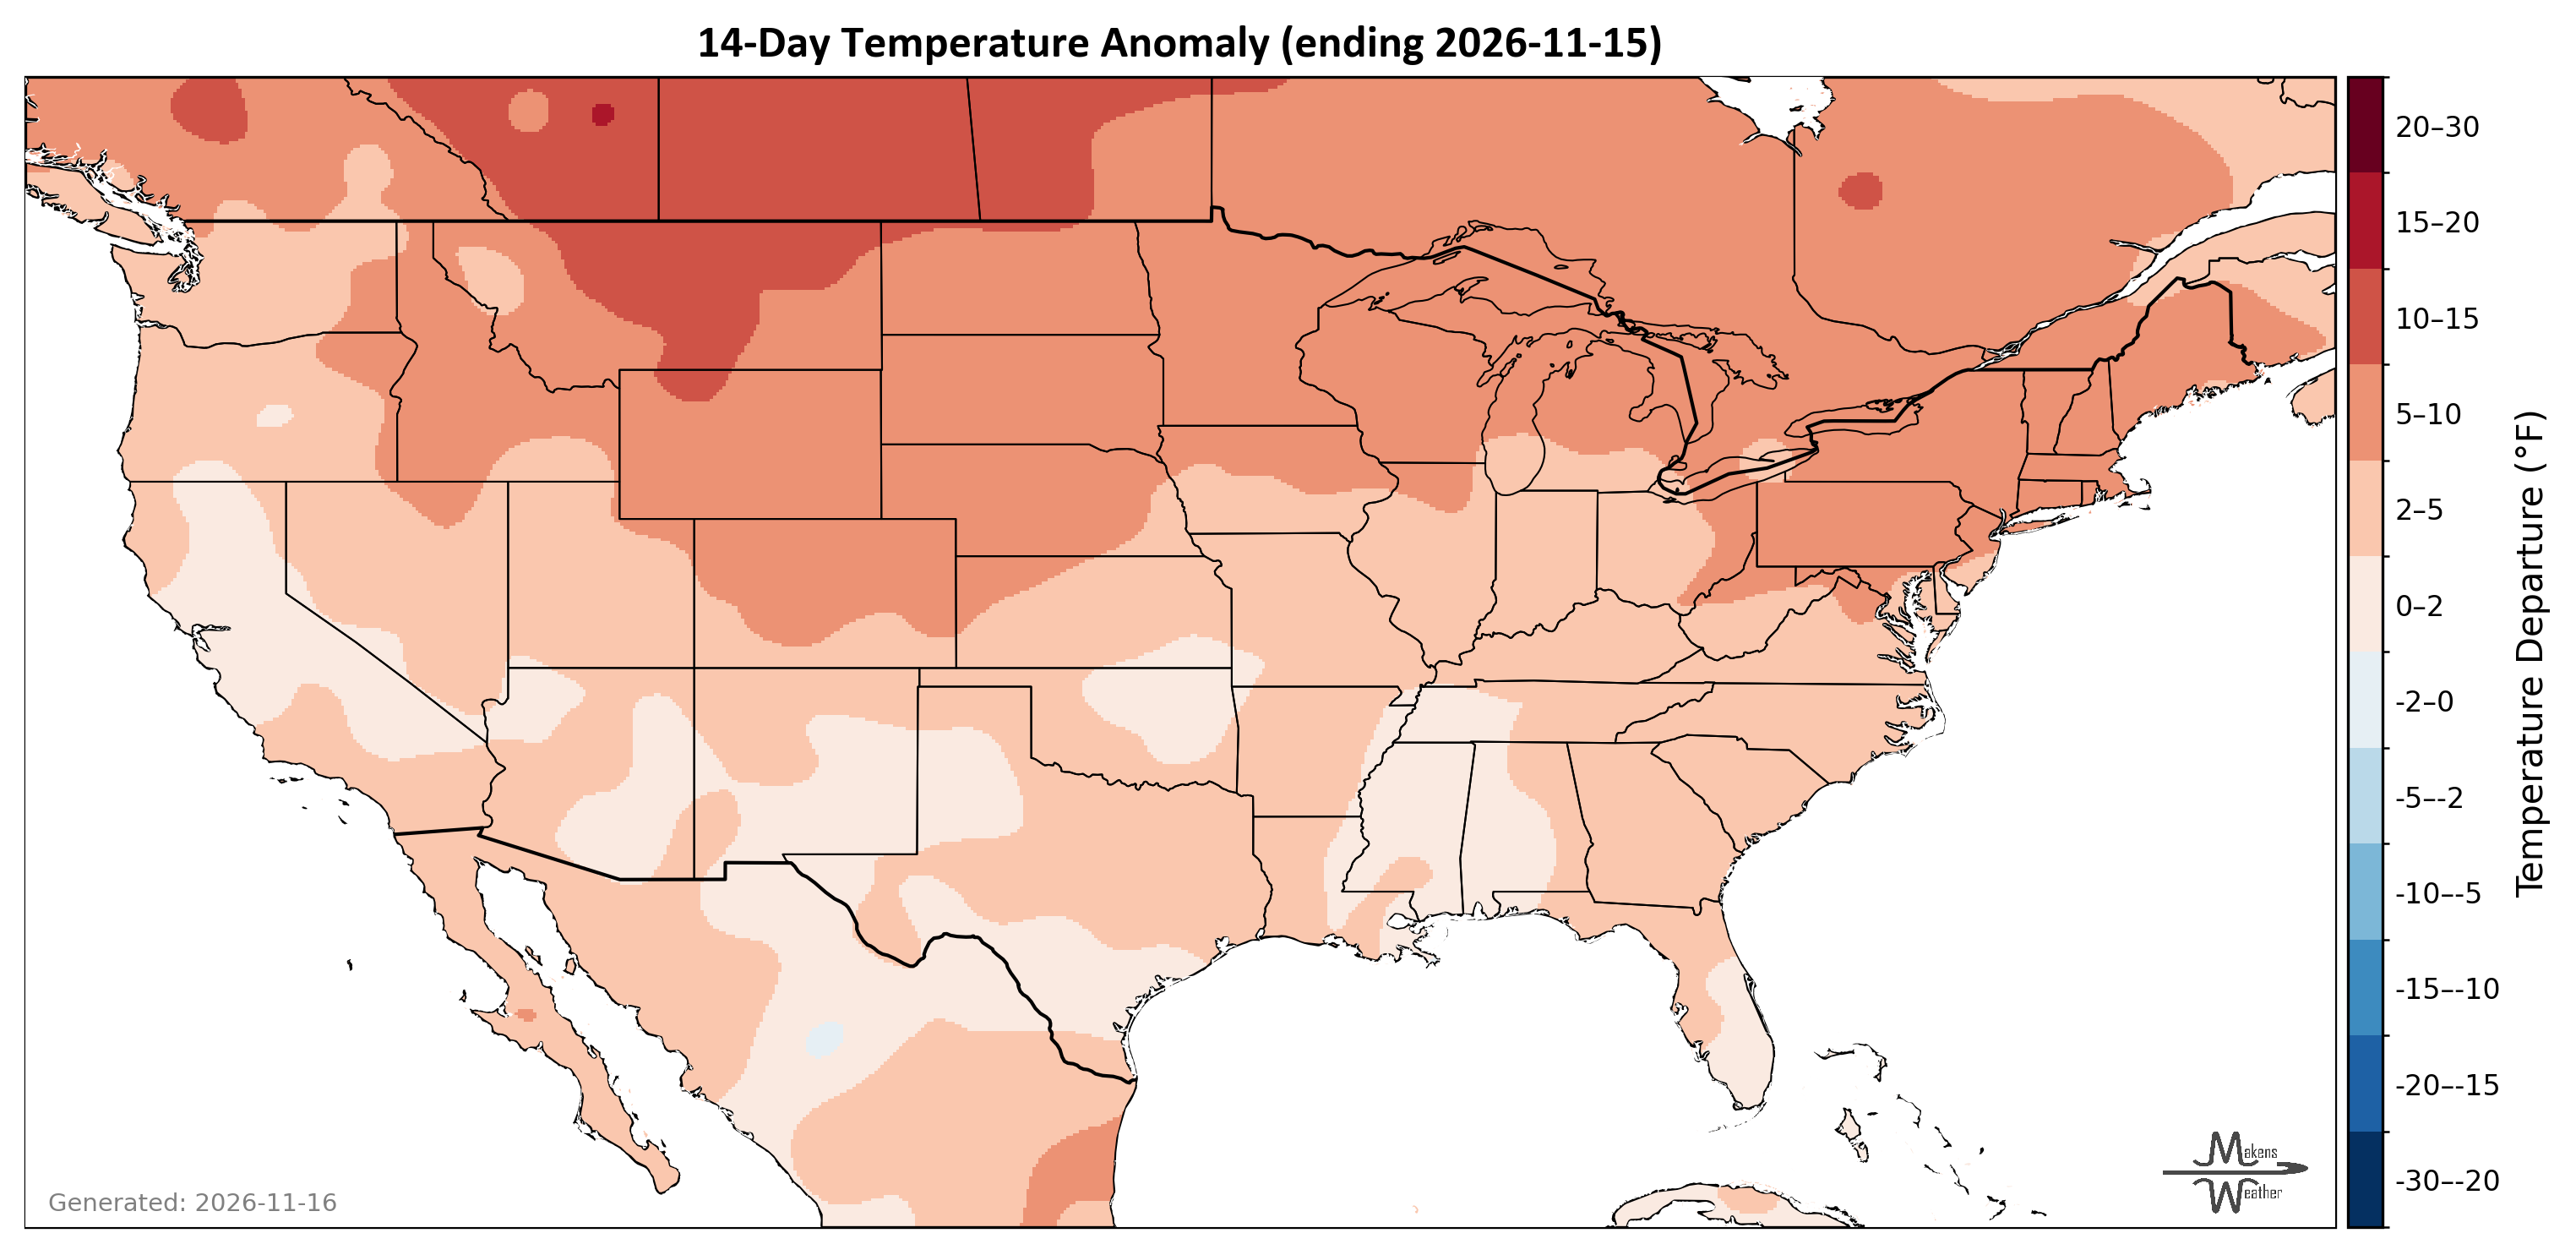 14-Day Temperature Anomaly (ending 2026-11-15)
20–30
15–20
10–15
5–10
2–5
0–2
-2–0
-5–-2
-10–-5
-15–-10
-20–-15
-30–-20
Temperature Departure (°F)
Generated: 2026-11-16
Makens
Weather